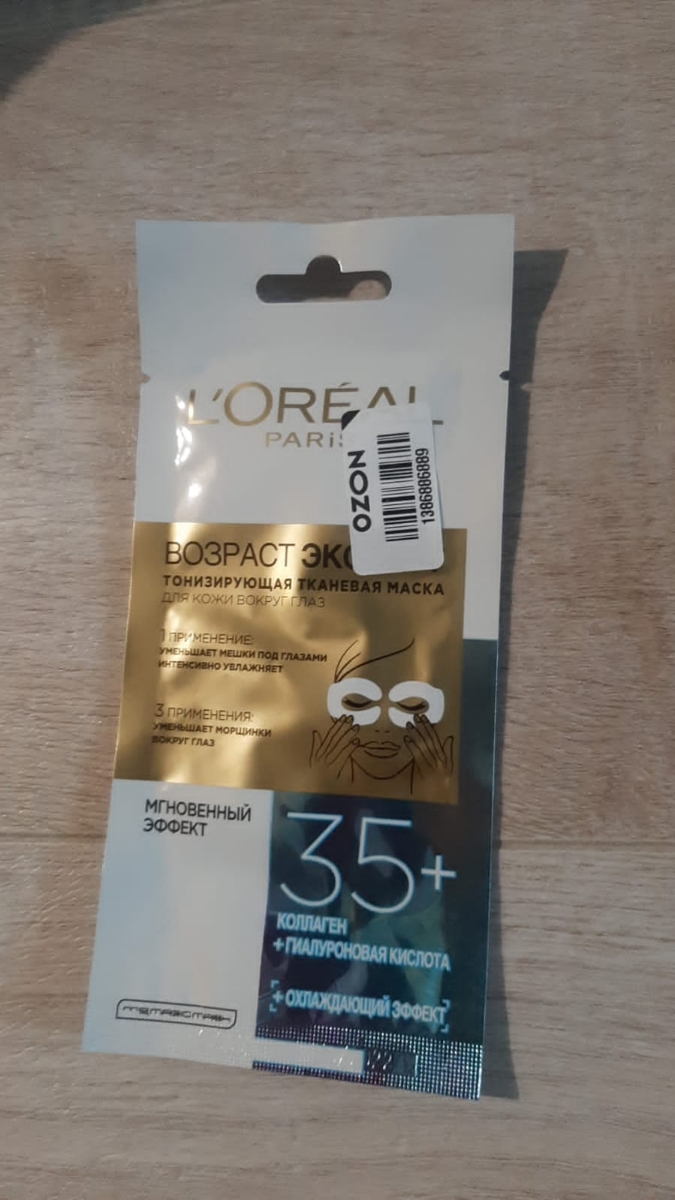 L'ORÉAL
PARIS
OZON
1386886889
ВОЗРАСТ ЭКС
ТОНИЗИРУЮЩАЯ ТКАНЕВАЯ МАСКА
ДЛЯ КОЖИ ВОКРУГ ГЛАЗ
1 ПРИМЕНЕНИЕ:
УМЕНЬШАЕТ МЕШКИ ПОД ГЛАЗАМИ
ИНТЕНСИВНО УВЛАЖНЯЕТ
3 ПРИМЕНЕНИЯ:
УМЕНЬШАЕТ МОРЩИНКИ
ВОКРУГ ГЛАЗ
МГНОВЕННЫЙ
ЭФФЕКТ
35+
КОЛЛАГЕН
+ ГИАЛУРОНОВАЯ КИСЛОТА
+ ОХЛАЖДАЮЩИЙ ЭФФЕКТ